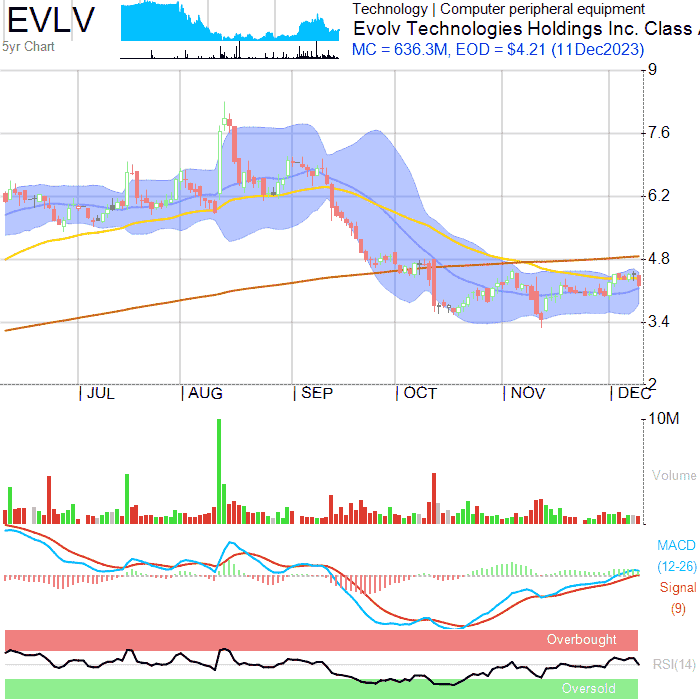 EVLV
5yr Chart
Technology | Computer peripheral equipment
Evolv Technologies Holdings Inc. Class A
MC = 636.3M, EOD = $4.21 (11Dec2023)
9
7.6
6.2
4.8
3.4
2
JUL
AUG
SEP
OCT
NOV
DEC
10M
Volume
MACD
(12-26)
Signal
(9)
Overbought
RSI(14)
Oversold